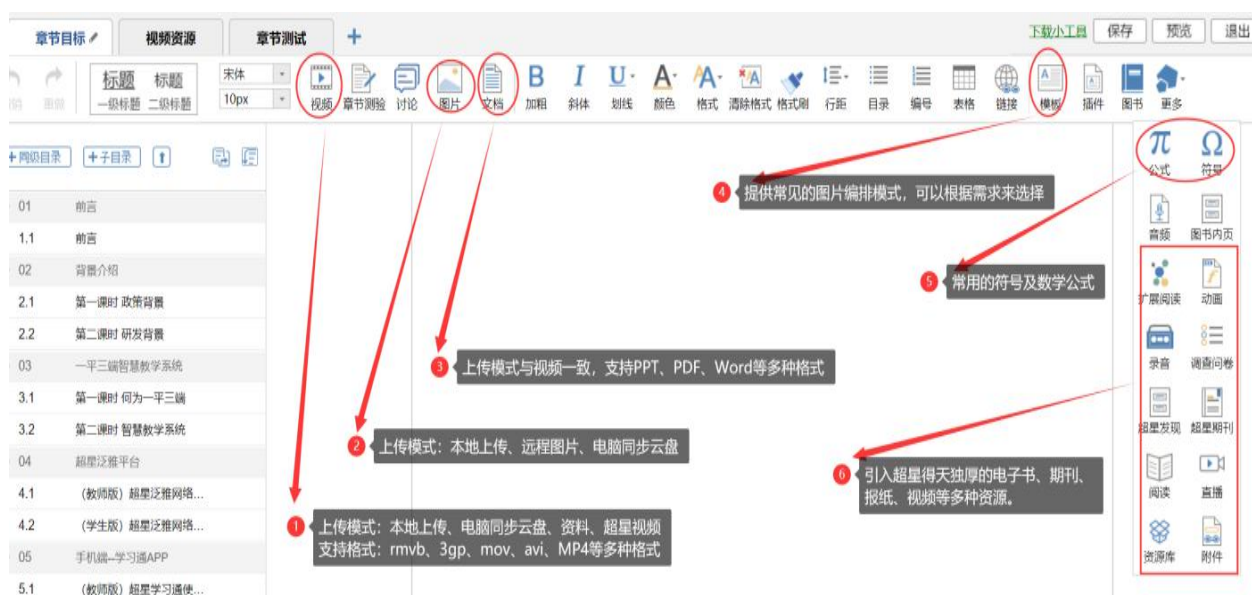 章节目标
视频资源
章节测试
下载小工具
保存
预览
退出
标题 标题
一级标题 二级标题
宋体
10px
视频
章节测验
讨论
图片
文档
B
加粗
I
斜体
U
划线
A
颜色
格式
清除格式
格式刷
行距
目录
编号
表格
链接
模板
插件
图书
更多
+同级目录
+子目录
01 前言
1.1 前言
02 背景介绍
2.1 第一课时 政策背景
2.2 第二课时 研发背景
03 一平三端智慧教学系统
3.1 第一课时 何为一平三端
3.2 第二课时 智慧教学系统
04 超星泛雅平台
4.1 （教师版）超星泛雅网络...
4.2 （学生版）超星泛雅网络...
05 手机端--学习通APP
5.1 （教师版）超星学习通使...
4 提供常见的图片编排模式，可以根据需求来选择
5 常用的符号及数学公式
3 上传模式与视频一致，支持PPT、PDF、Word等多种格式
2 上传模式：本地上传、远程图片、电脑同步云盘
6 引入超星得天独厚的电子书、期刊、
报纸、视频等多种资源。
1 上传模式：本地上传、电脑同步云盘、资料、超星视频
支持格式：rmvb、3gp、mov、avi、MP4等多种格式
π Ω
公式 符号
音频 图书内页
扩展阅读 动画
录音 调查问卷
超星发现 超星期刊
阅读 直播
资源库 附件